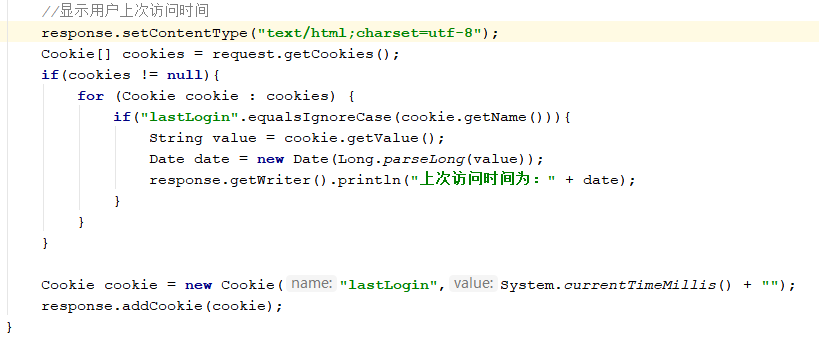 //显示用户上次访问时间
response.setContentType("text/html;charset=utf-8");
Cookie[] cookies = request.getCookies();
if(cookies != null){
for (Cookie cookie : cookies) {
if("lastLogin".equalsIgnoreCase(cookie.getName())){
String value = cookie.getValue();
Date date = new Date(Long.parseLong(value));
response.getWriter().println("上次访问时间为：" + date);
}
}
}
Cookie cookie = new Cookie( name: "lastLogin", value: System.currentTimeMillis() + "");
response.addCookie(cookie);
}